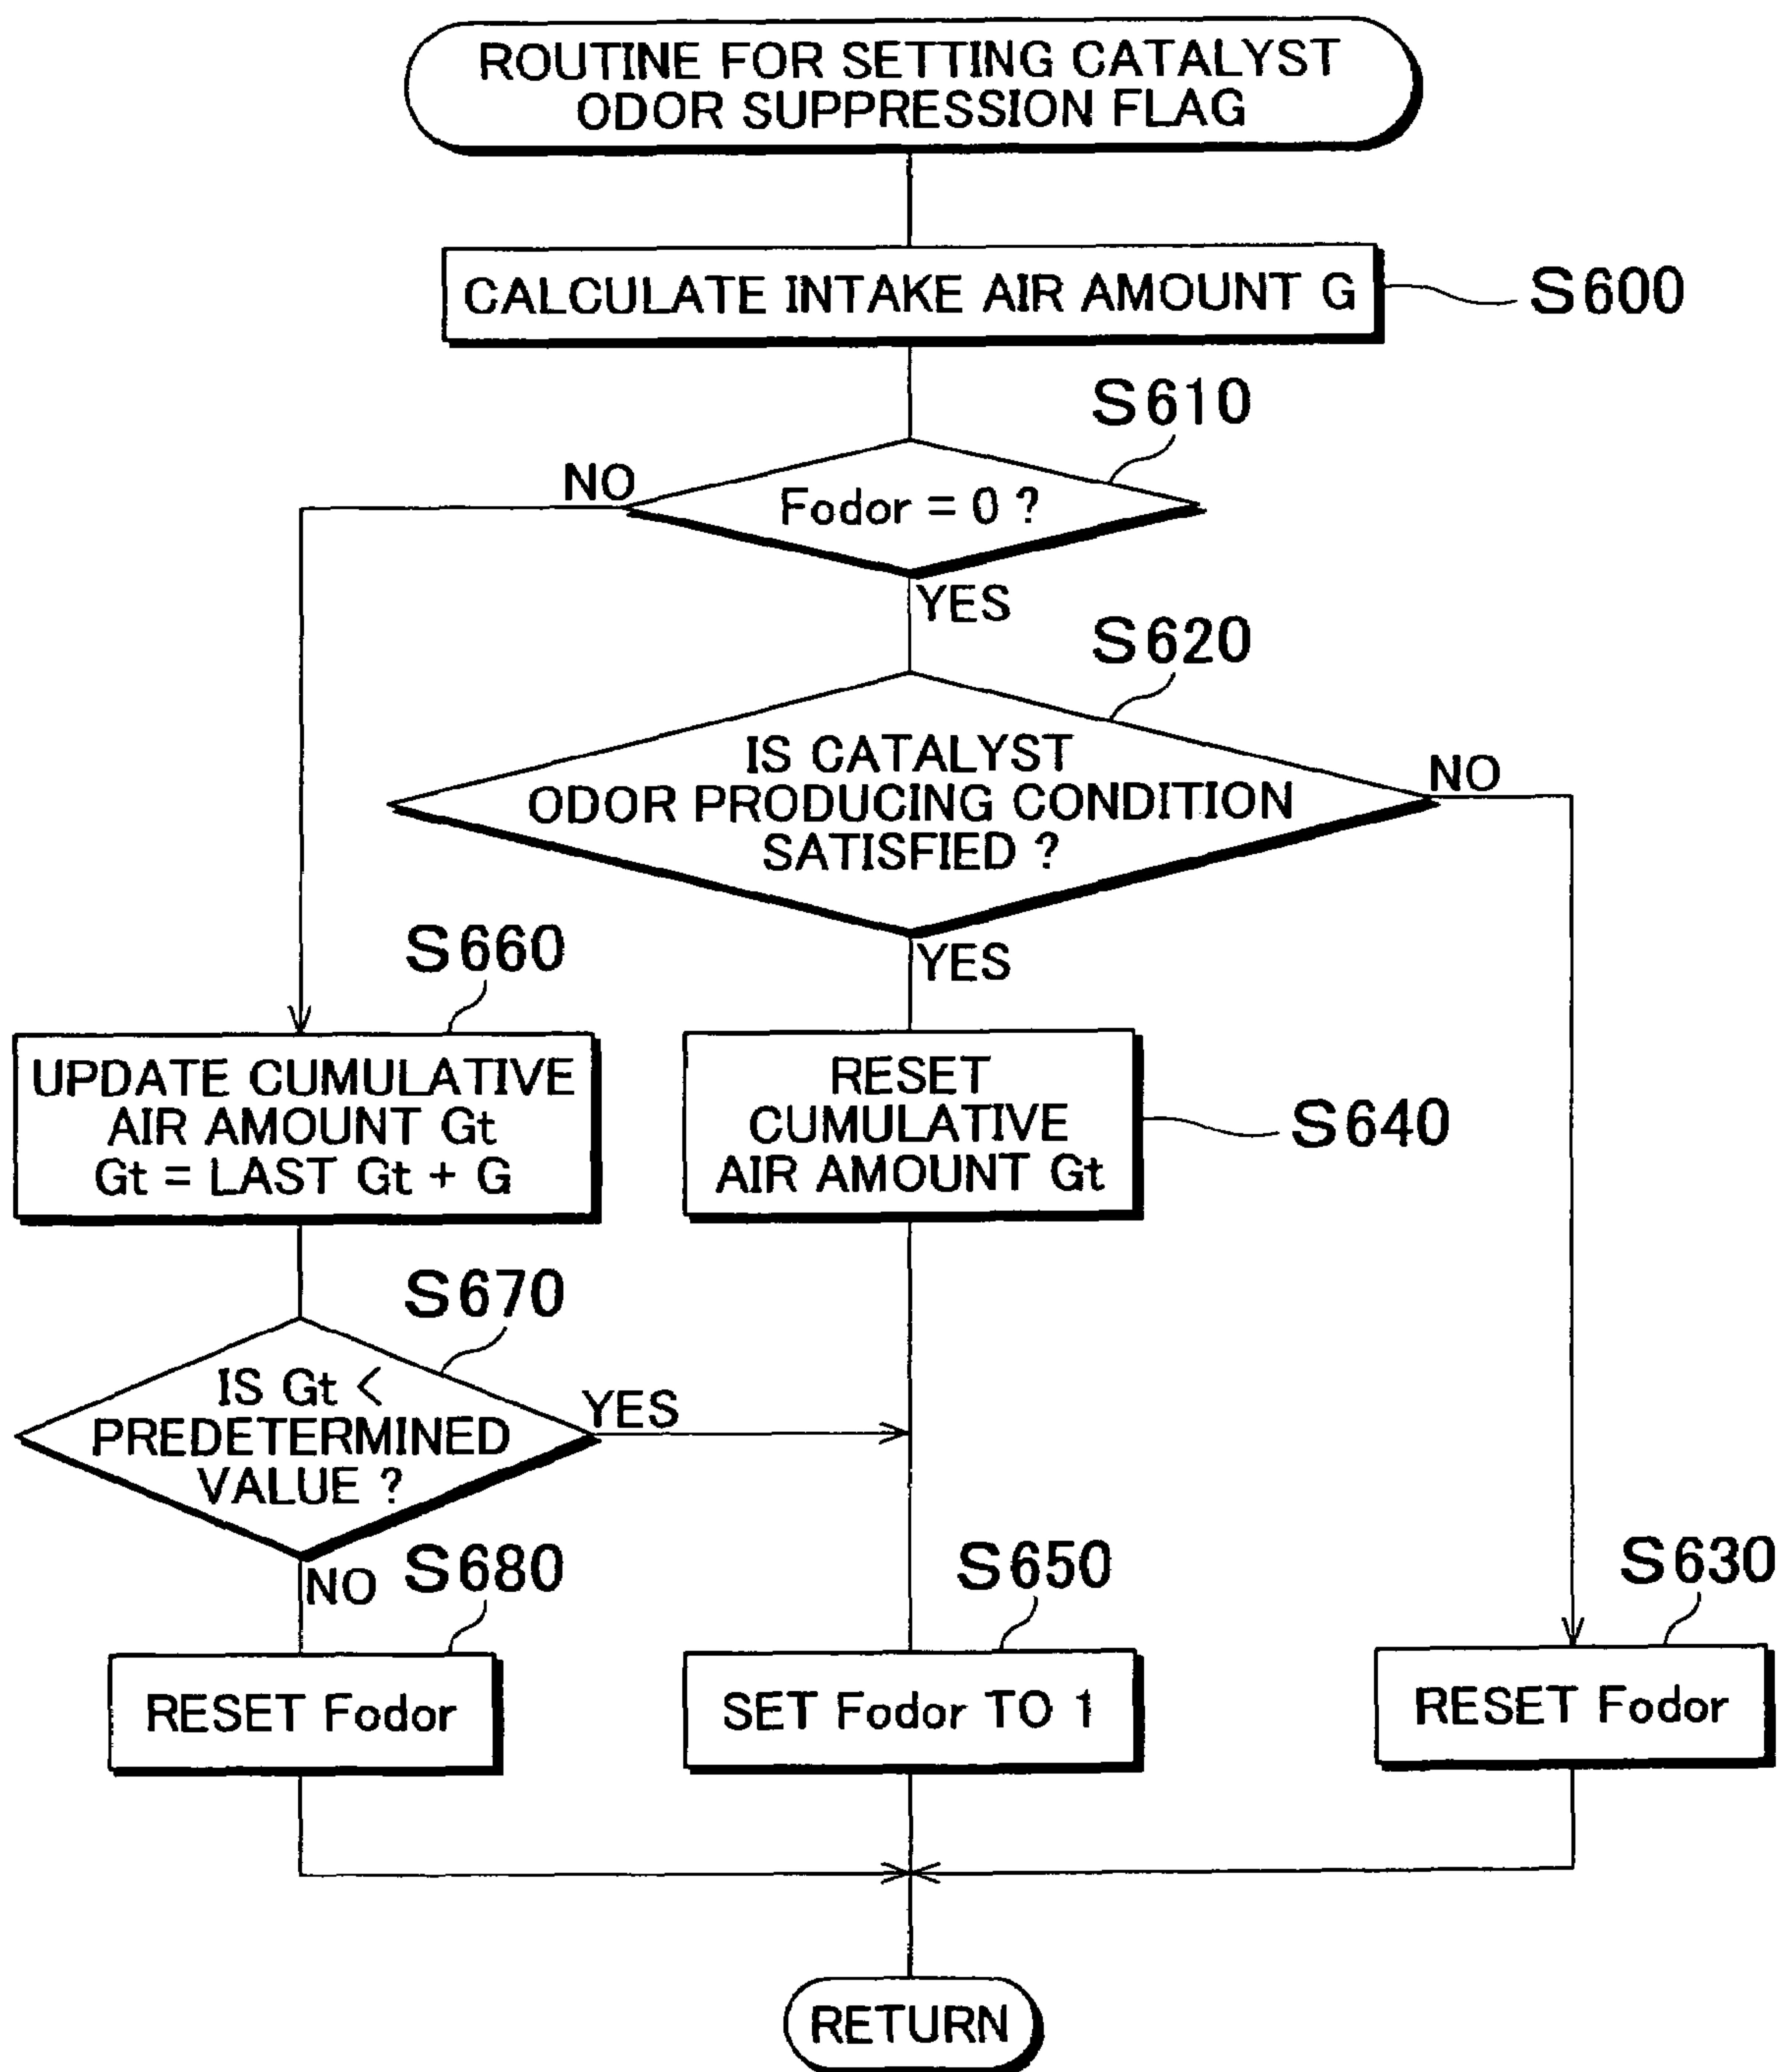 ROUTINE FOR SETTING CATALYST
ODOR SUPPRESSION FLAG
CALCULATE INTAKE AIR AMOUNT G
S600
S610
Fodor = 0 ?
NO
YES
S620
IS CATALYST
ODOR PRODUCING CONDITION
SATISFIED ?
NO
YES
S660
UPDATE CUMULATIVE
AIR AMOUNT Gt
Gt = LAST Gt + G
RESET
CUMULATIVE
AIR AMOUNT Gt
S640
S670
IS Gt <
PREDETERMINED
VALUE ?
YES
NO
S680
RESET Fodor
S650
SET Fodor TO 1
S630
RESET Fodor
RETURN